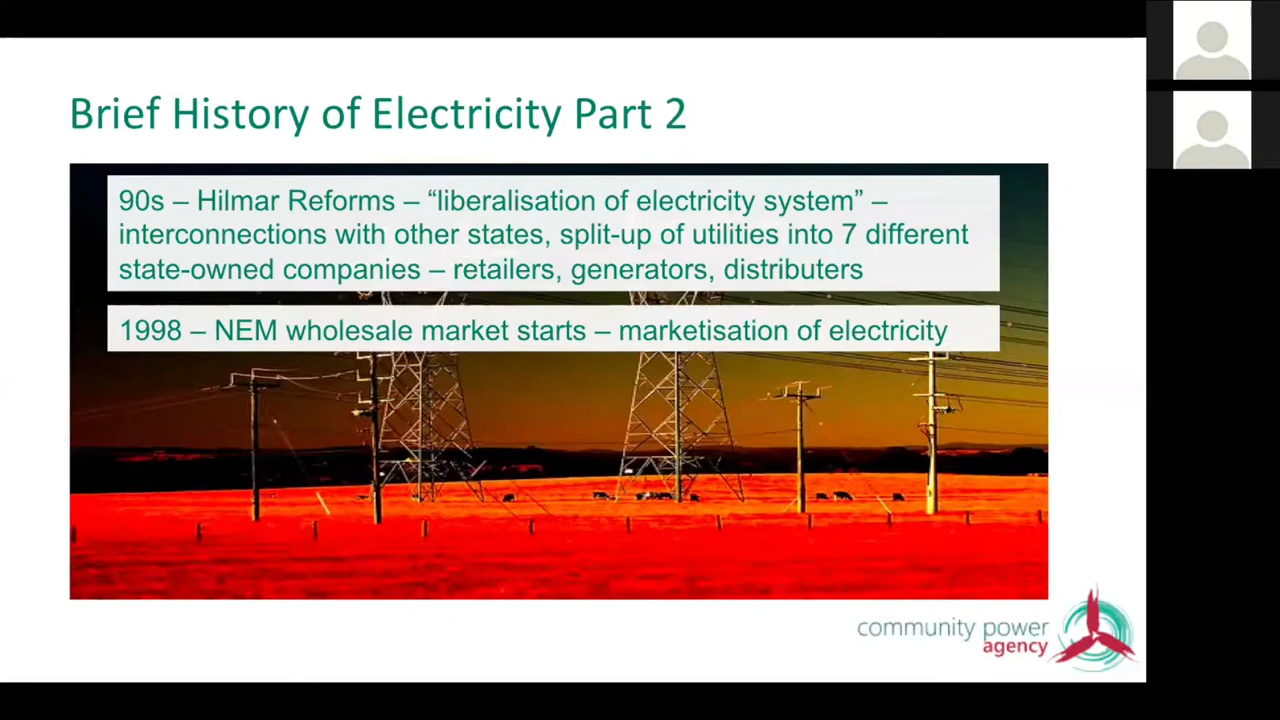 Brief History of Electricity Part 2
90s – Hilmar Reforms – “liberalisation of electricity system” –
interconnections with other states, split-up of utilities into 7 different
state-owned companies – retailers, generators, distributers
1998 – NEM wholesale market starts – marketisation of electricity
community power
agency